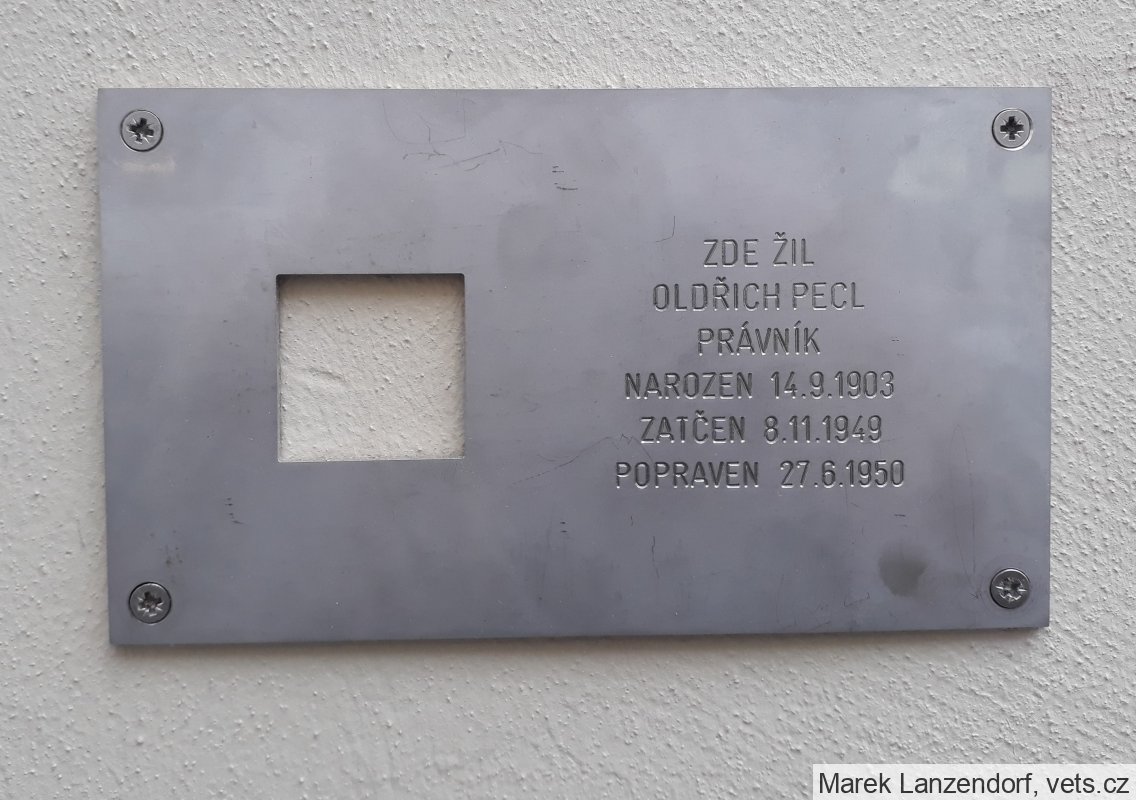 ZDE ŽIL
OLDŘICH PECL
PRÁVNÍK
NAROZEN 14.9.1903
ZATČEN 8.11.1949
POPRAVEN 27.6.1950
Marek Lanzendorf, vets.cz